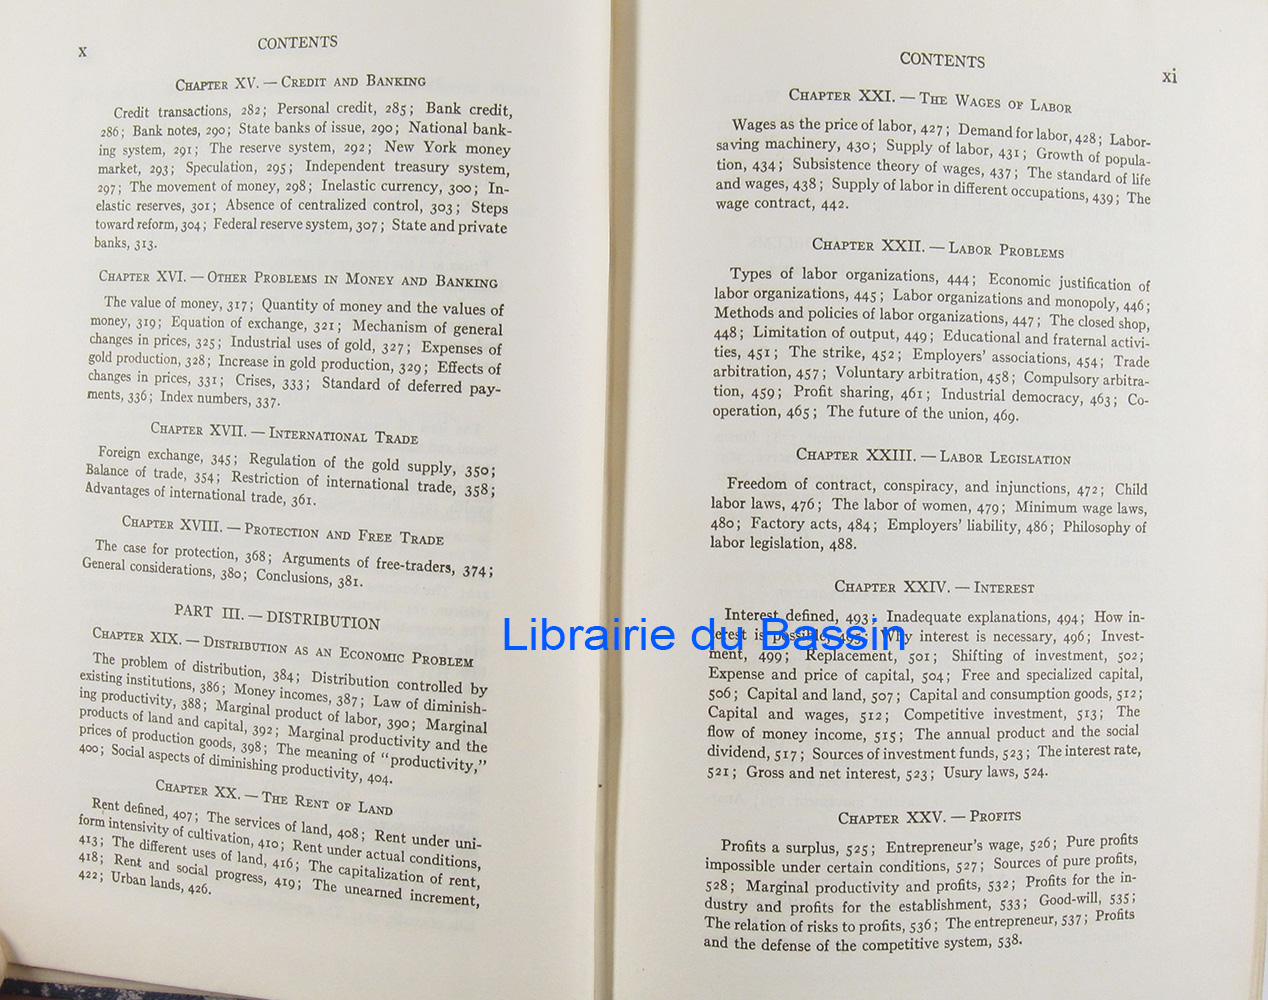 x
CONTENTS
CHAPTER XV. — CREDIT AND BANKING
Credit transactions, 282; Personal credit, 285; Bank credit,
286; Bank notes, 290; State banks of issue, 290; National bank-
ing system, 291; The reserve system, 292; New York money
market, 293; Speculation, 295; Independent treasury system,
297; The movement of money, 298; Inelastic currency, 300; In-
elastic reserves, 301; Absence of centralized control, 303; Steps
toward reform, 304; Federal reserve system, 307; State and private
banks, 313.
CHAPTER XVI. — OTHER PROBLEMS IN MONEY AND BANKING
The value of money, 317; Quantity of money and the values of
money, 319; Equation of exchange, 321; Mechanism of general
changes in prices, 325; Industrial uses of gold, 327; Expenses of
gold production, 328; Increase in gold production, 329; Effects of
changes in prices, 331; Crises, 333; Standard of deferred pay-
ments, 336; Index numbers, 337.
CHAPTER XVII. — INTERNATIONAL TRADE
Foreign exchange, 345; Regulation of the gold supply, 350;
Balance of trade, 354; Restriction of international trade, 358;
Advantages of international trade, 361.
CHAPTER XVIII. — PROTECTION AND FREE TRADE
The case for protection, 368; Arguments of free-traders, 374;
General considerations, 380; Conclusions, 381.
PART III. — DISTRIBUTION
CHAPTER XIX. — DISTRIBUTION AS AN ECONOMIC PROBLEM
The problem of distribution, 384; Distribution controlled by
existing institutions, 386; Money incomes, 387; Law of diminish-
ing productivity, 388; Marginal product of labor, 390; Marginal
products of land and capital, 392; Marginal productivity and the
prices of production goods, 398; The meaning of "productivity,"
400; Social aspects of diminishing productivity, 404.
CHAPTER XX. — THE RENT OF LAND
Rent defined, 407; The services of land, 408; Rent under uni-
form intensivity of cultivation, 410; Rent under actual conditions,
413; The different uses of land, 416; The capitalization of rent,
418; Rent and social progress, 419; The unearned increment,
422; Urban lands, 426.
CONTENTS
xi
CHAPTER XXI. — THE WAGES OF LABOR
Wages as the price of labor, 427; Demand for labor, 428; Labor-
saving machinery, 430; Supply of labor, 431; Growth of popula-
tion, 434; Subsistence theory of wages, 437; The standard of life
and wages, 438; Supply of labor in different occupations, 439; The
wage contract, 442.
CHAPTER XXII. — LABOR PROBLEMS
Types of labor organizations, 444; Economic justification of
labor organizations, 445; Labor organizations and monopoly, 446;
Methods and policies of labor organizations, 447; The closed shop,
448; Limitation of output, 449; Educational and fraternal activi-
ties, 451; The strike, 452; Employers' associations, 454; Trade
arbitration, 457; Voluntary arbitration, 458; Compulsory arbitra-
tion, 459; Profit sharing, 461; Industrial democracy, 463; Co-
operation, 465; The future of the union, 469.
CHAPTER XXIII. — LABOR LEGISLATION
Freedom of contract, conspiracy, and injunctions, 472; Child
labor laws, 476; The labor of women, 479; Minimum wage laws,
480; Factory acts, 484; Employers' liability, 486; Philosophy of
labor legislation, 488.
CHAPTER XXIV. — INTEREST
Interest defined, 493; Inadequate explanations, 494; How in-
terest is possible, 495; Why interest is necessary, 496; Invest-
Librairie du Bassin
ment, 499; Replacement, 501; Shifting of investment, 502;
Expense and price of capital, 504; Free and specialized capital,
506; Capital and land, 507; Capital and consumption goods, 512;
Capital and wages, 512; Competitive investment, 513; The
flow of money income, 515; The annual product and the social
dividend, 517; Sources of investment funds, 523; The interest rate,
521; Gross and net interest, 523; Usury laws, 524.
CHAPTER XXV. — PROFITS
Profits a surplus, 525; Entrepreneur's wage, 526; Pure profits
impossible under certain conditions, 527; Sources of pure profits,
528; Marginal productivity and profits, 532; Profits for the in-
dustry and profits for the establishment, 533; Good-will, 535;
The relation of risks to profits, 536; The entrepreneur, 537; Profits
and the defense of the competitive system, 538.